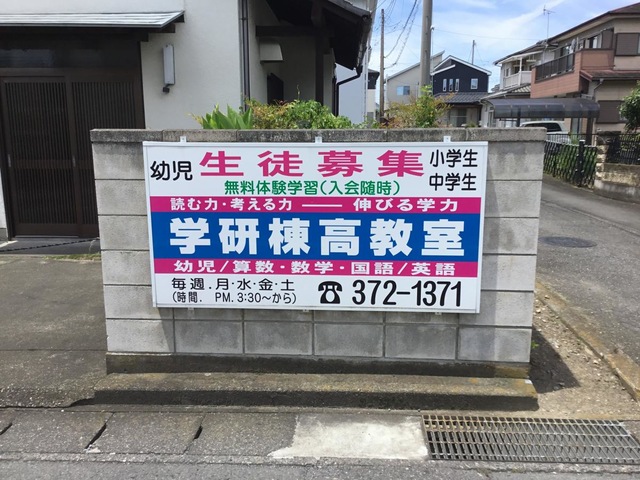 幼児 生徒募集 小学生 中学生
無料体験学習(入会随時)
読む力・考える力 ── 伸びる学力
学研棟高教室
幼児/算数・数学・国語/英語
毎週.月・水・金・土
(時間. PM.3:30~から)
☎ 372-1371